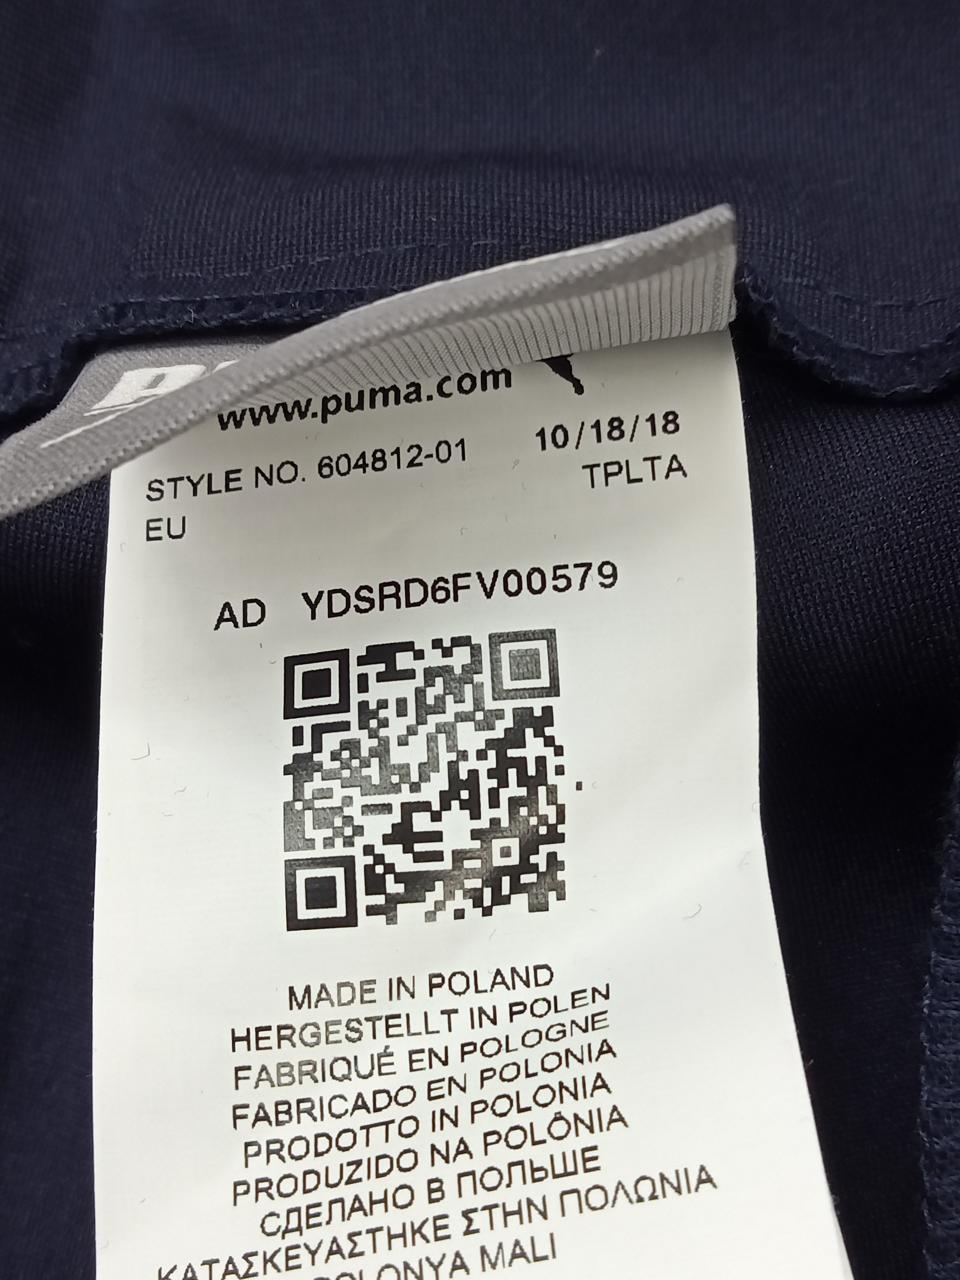 www.puma.com
STYLE NO. 604812-01
10/18/18
EU
TPLTA
AD YDSRD6FV00579
MADE IN POLAND
HERGESTELLT IN POLEN
FABRIQUÉ EN POLOGNE
FABRICADO EN POLONIA
PRODOTTO IN POLONIA
PRODUZIDO NA POLÔNIA
СДЕЛАНО В ПОЛЬШЕ
ΚΑΤΑΣΚΕΥΑΣΤΗΚΕ ΣΤΗΝ ΠΟΛΩΝΙΑ
POLONYA MALI